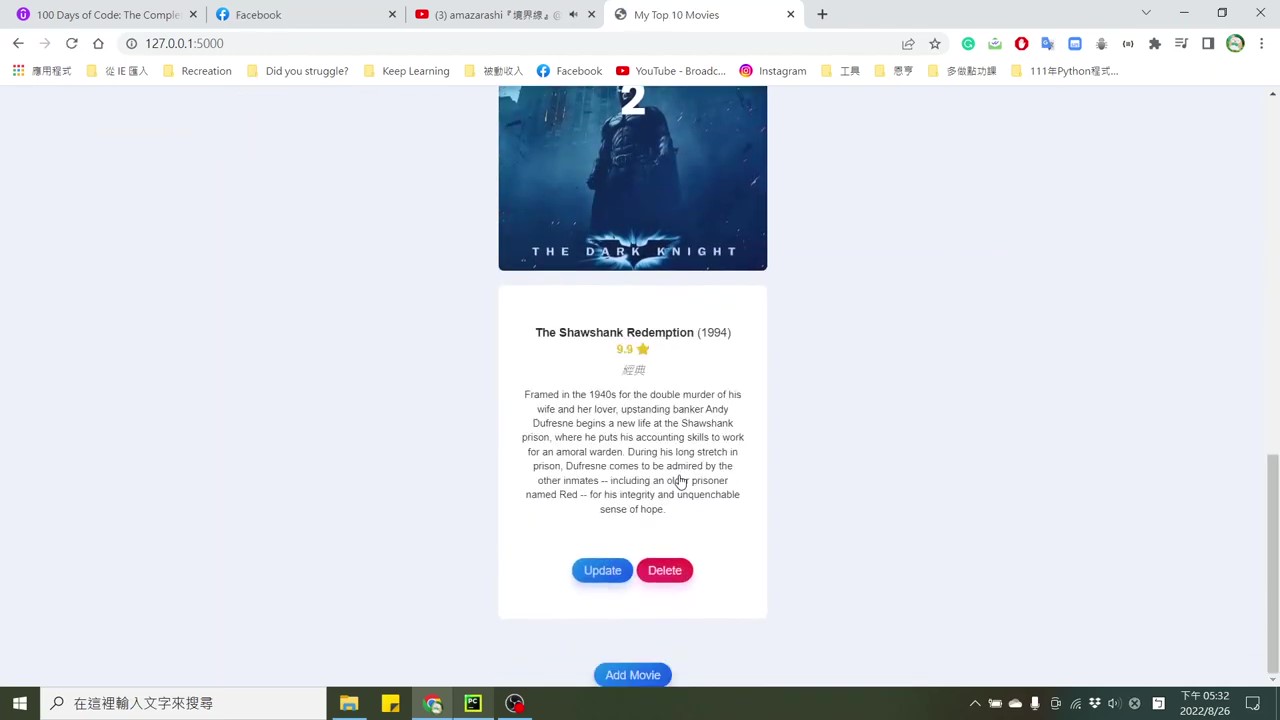 100 Days of Code: The Comple
Facebook
(3) amazarashi『境界線』
My Top 10 Movies
127.0.0.1:5000
應用程式
從 IE 匯入
Recreation
Did you struggle?
Keep Learning
被動收入
Facebook
YouTube - Broadc...
Instagram
工具
恩亨
多做點功課
111年Python程式...
2
THE DARK KNIGHT
The Shawshank Redemption (1994)
9.9
經典
Framed in the 1940s for the double murder of his
wife and her lover, upstanding banker Andy
Dufresne begins a new life at the Shawshank
prison, where he puts his accounting skills to work
for an amoral warden. During his long stretch in
prison, Dufresne comes to be admired by the
other inmates -- including an older prisoner
named Red -- for his integrity and unquenchable
sense of hope.
Update
Delete
Add Movie
在這裡輸入文字來搜尋
下午 05:32
2022/8/26